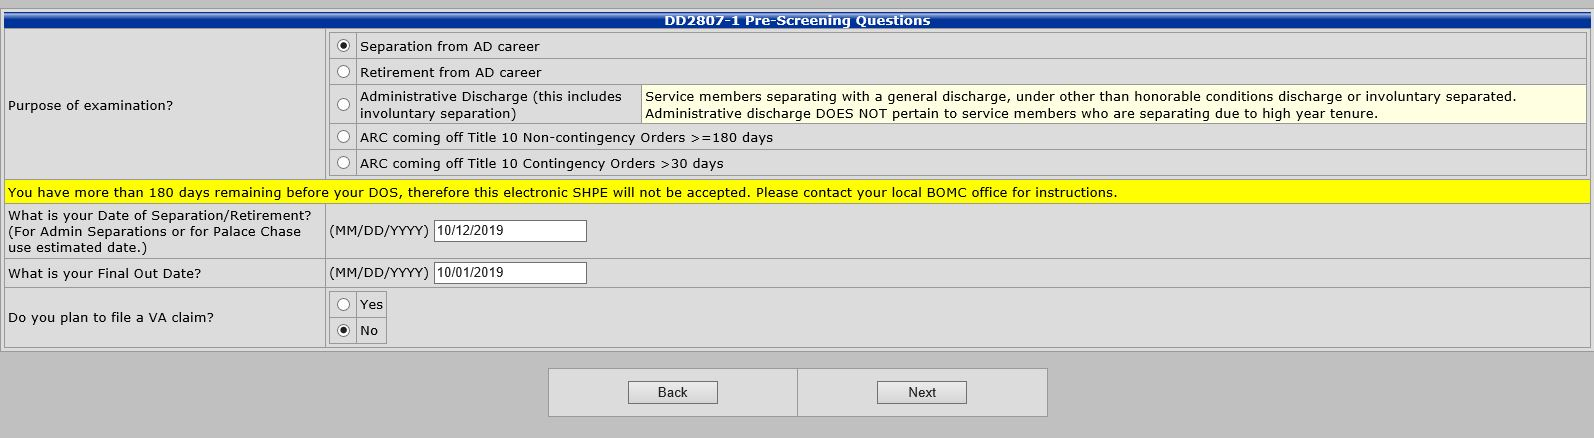 DD2807-1 Pre-Screening Questions
Purpose of examination?
Separation from AD career
Retirement from AD career
Administrative Discharge (this includes
involuntary separation)
Service members separating with a general discharge, under other than honorable conditions discharge or involuntary separated.
Administrative discharge DOES NOT pertain to service members who are separating due to high year tenure.
ARC coming off Title 10 Non-contingency Orders >=180 days
ARC coming off Title 10 Contingency Orders >30 days
You have more than 180 days remaining before your DOS, therefore this electronic SHPE will not be accepted. Please contact your local BOMC office for instructions.
What is your Date of Separation/Retirement?
(For Admin Separations or for Palace Chase
use estimated date.)
(MM/DD/YYYY) 10/12/2019
What is your Final Out Date?
(MM/DD/YYYY) 10/01/2019
Do you plan to file a VA claim?
Yes
No
Back
Next